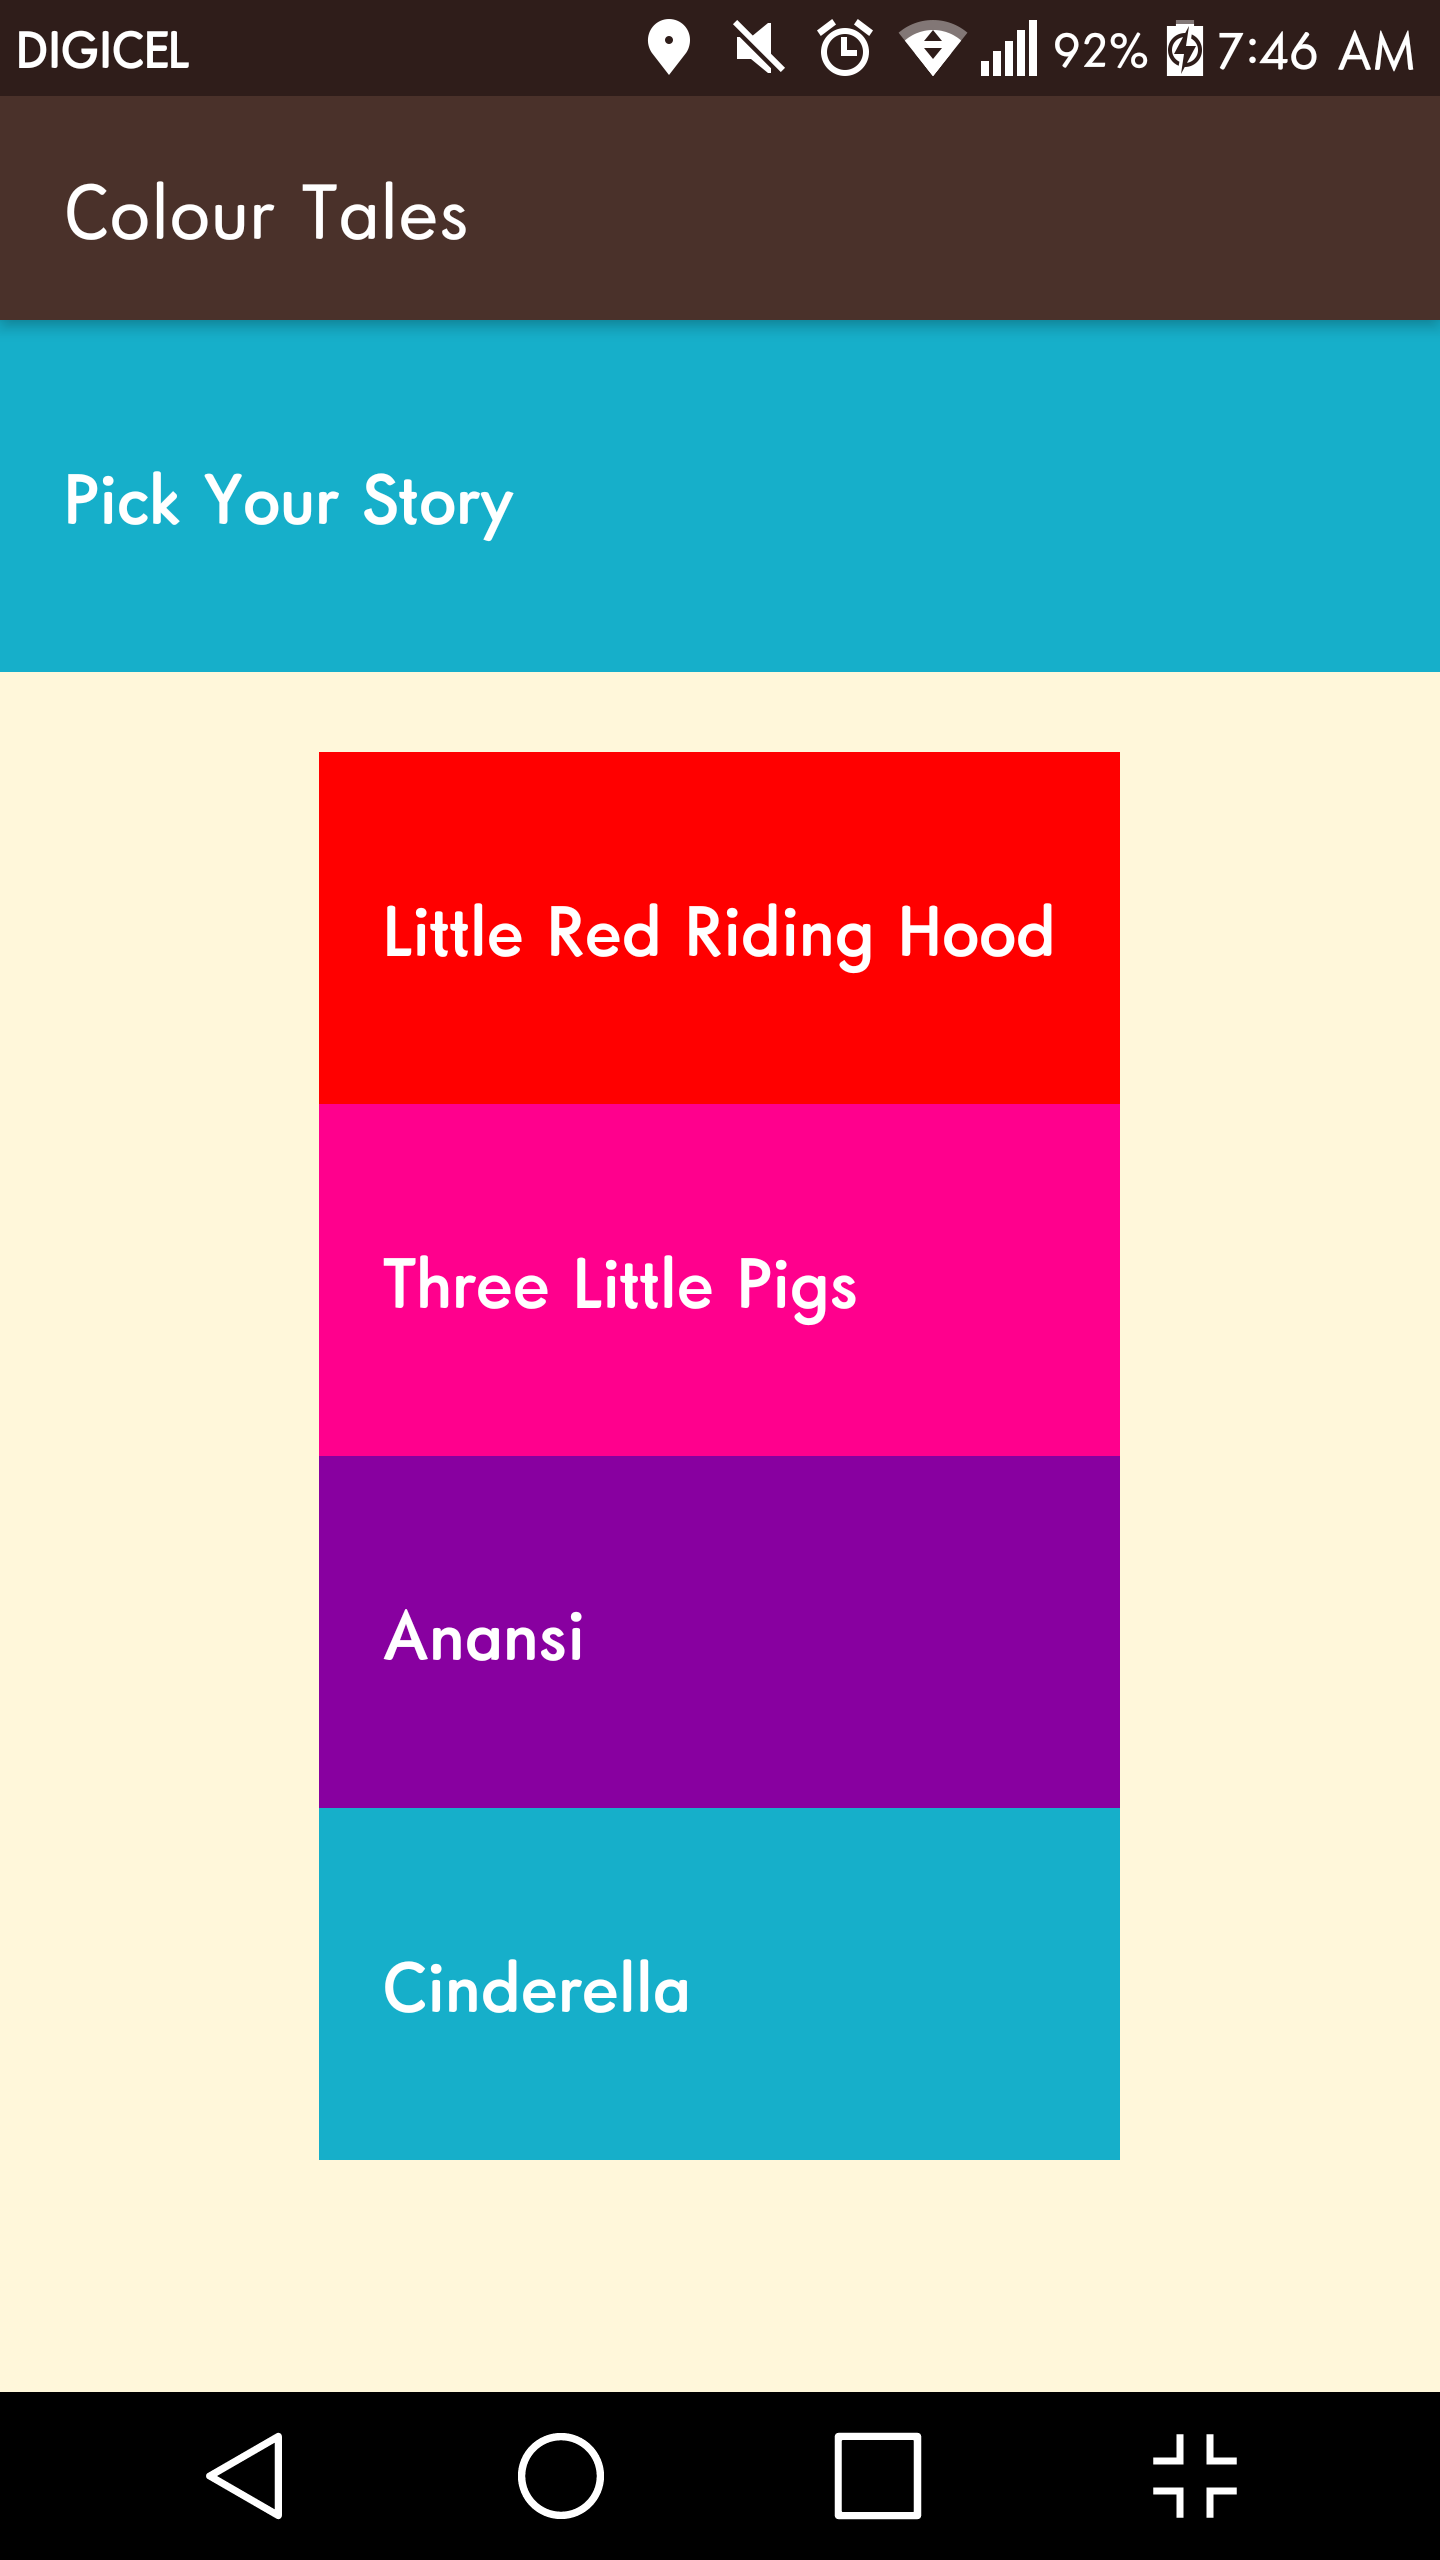 DIGICEL 92% 7:46 AM
Colour Tales
Pick Your Story
Little Red Riding Hood
Three Little Pigs
Anansi
Cinderella